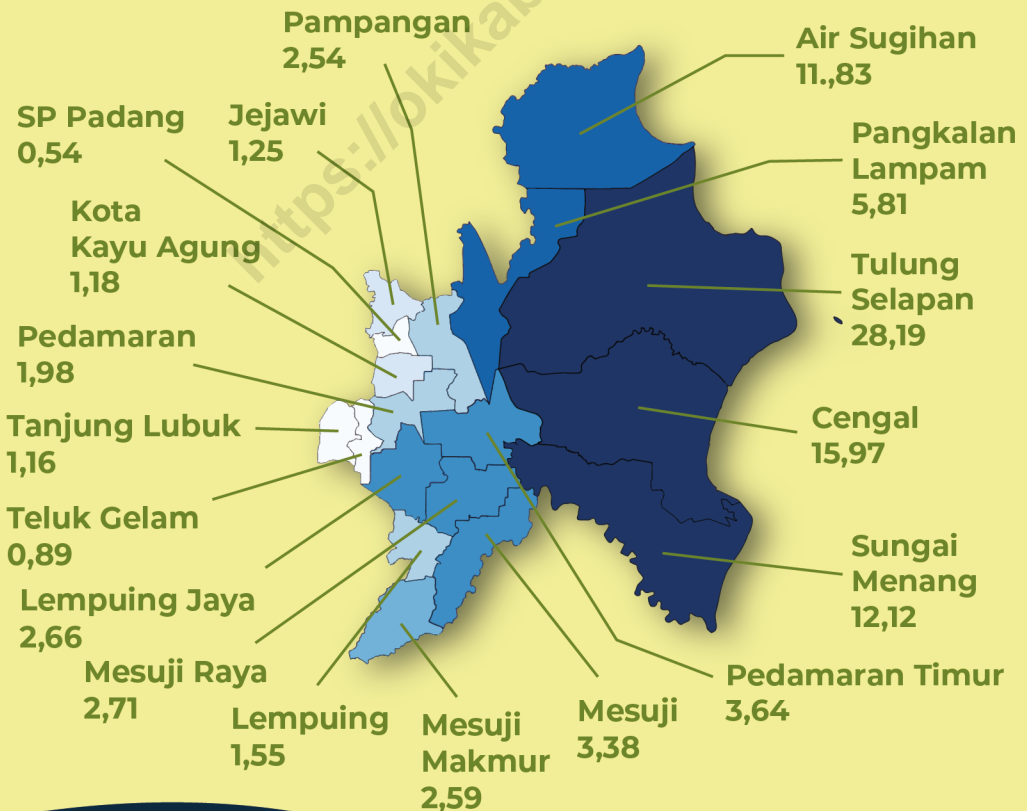 Pampangan
2,54
Air Sugihan
11.,83
SP Padang
0,54
Jejawi
1,25
Pangkalan
Lampam
5,81
Kota
Kayu Agung
1,18
Tulung
Selapan
28,19
Pedamaran
1,98
Tanjung Lubuk
1,16
Cengal
15,97
Teluk Gelam
0,89
Sungai
Menang
12,12
Lempuing Jaya
2,66
Mesuji Raya
2,71
Pedamaran Timur
3,64
Lempuing
1,55
Mesuji
Makmur
2,59
Mesuji
3,38
https://okikab